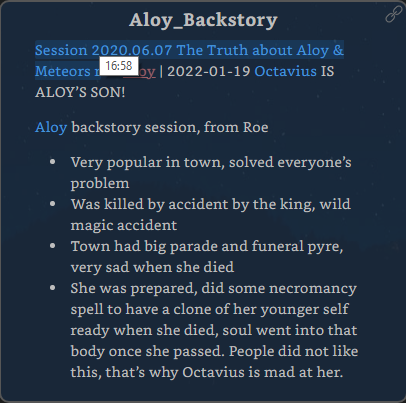 Aloy_Backstory
Session 2020.06.07 The Truth about Aloy &
Meteors 16:58 | 2022-01-19 Octavius IS
ALOY’S SON!
Aloy backstory session, from Roe
• Very popular in town, solved everyone’s
problem
• Was killed by accident by the king, wild
magic accident
• Town had big parade and funeral pyre,
very sad when she died
• She was prepared, did some necromancy
spell to have a clone of her younger self
ready when she died, soul went into that
body once she passed. People did not like
this, that’s why Octavius is mad at her.